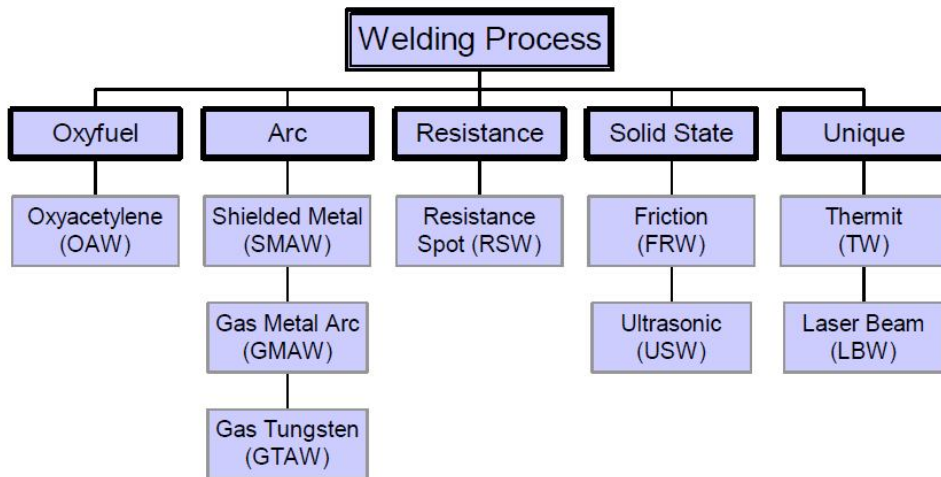 Welding Process
Oxyfuel
Arc
Resistance
Solid State
Unique
Oxyacetylene
(OAW)
Shielded Metal
(SMAW)
Resistance
Spot (RSW)
Friction
(FRW)
Thermit
(TW)
Gas Metal Arc
(GMAW)
Ultrasonic
(USW)
Laser Beam
(LBW)
Gas Tungsten
(GTAW)